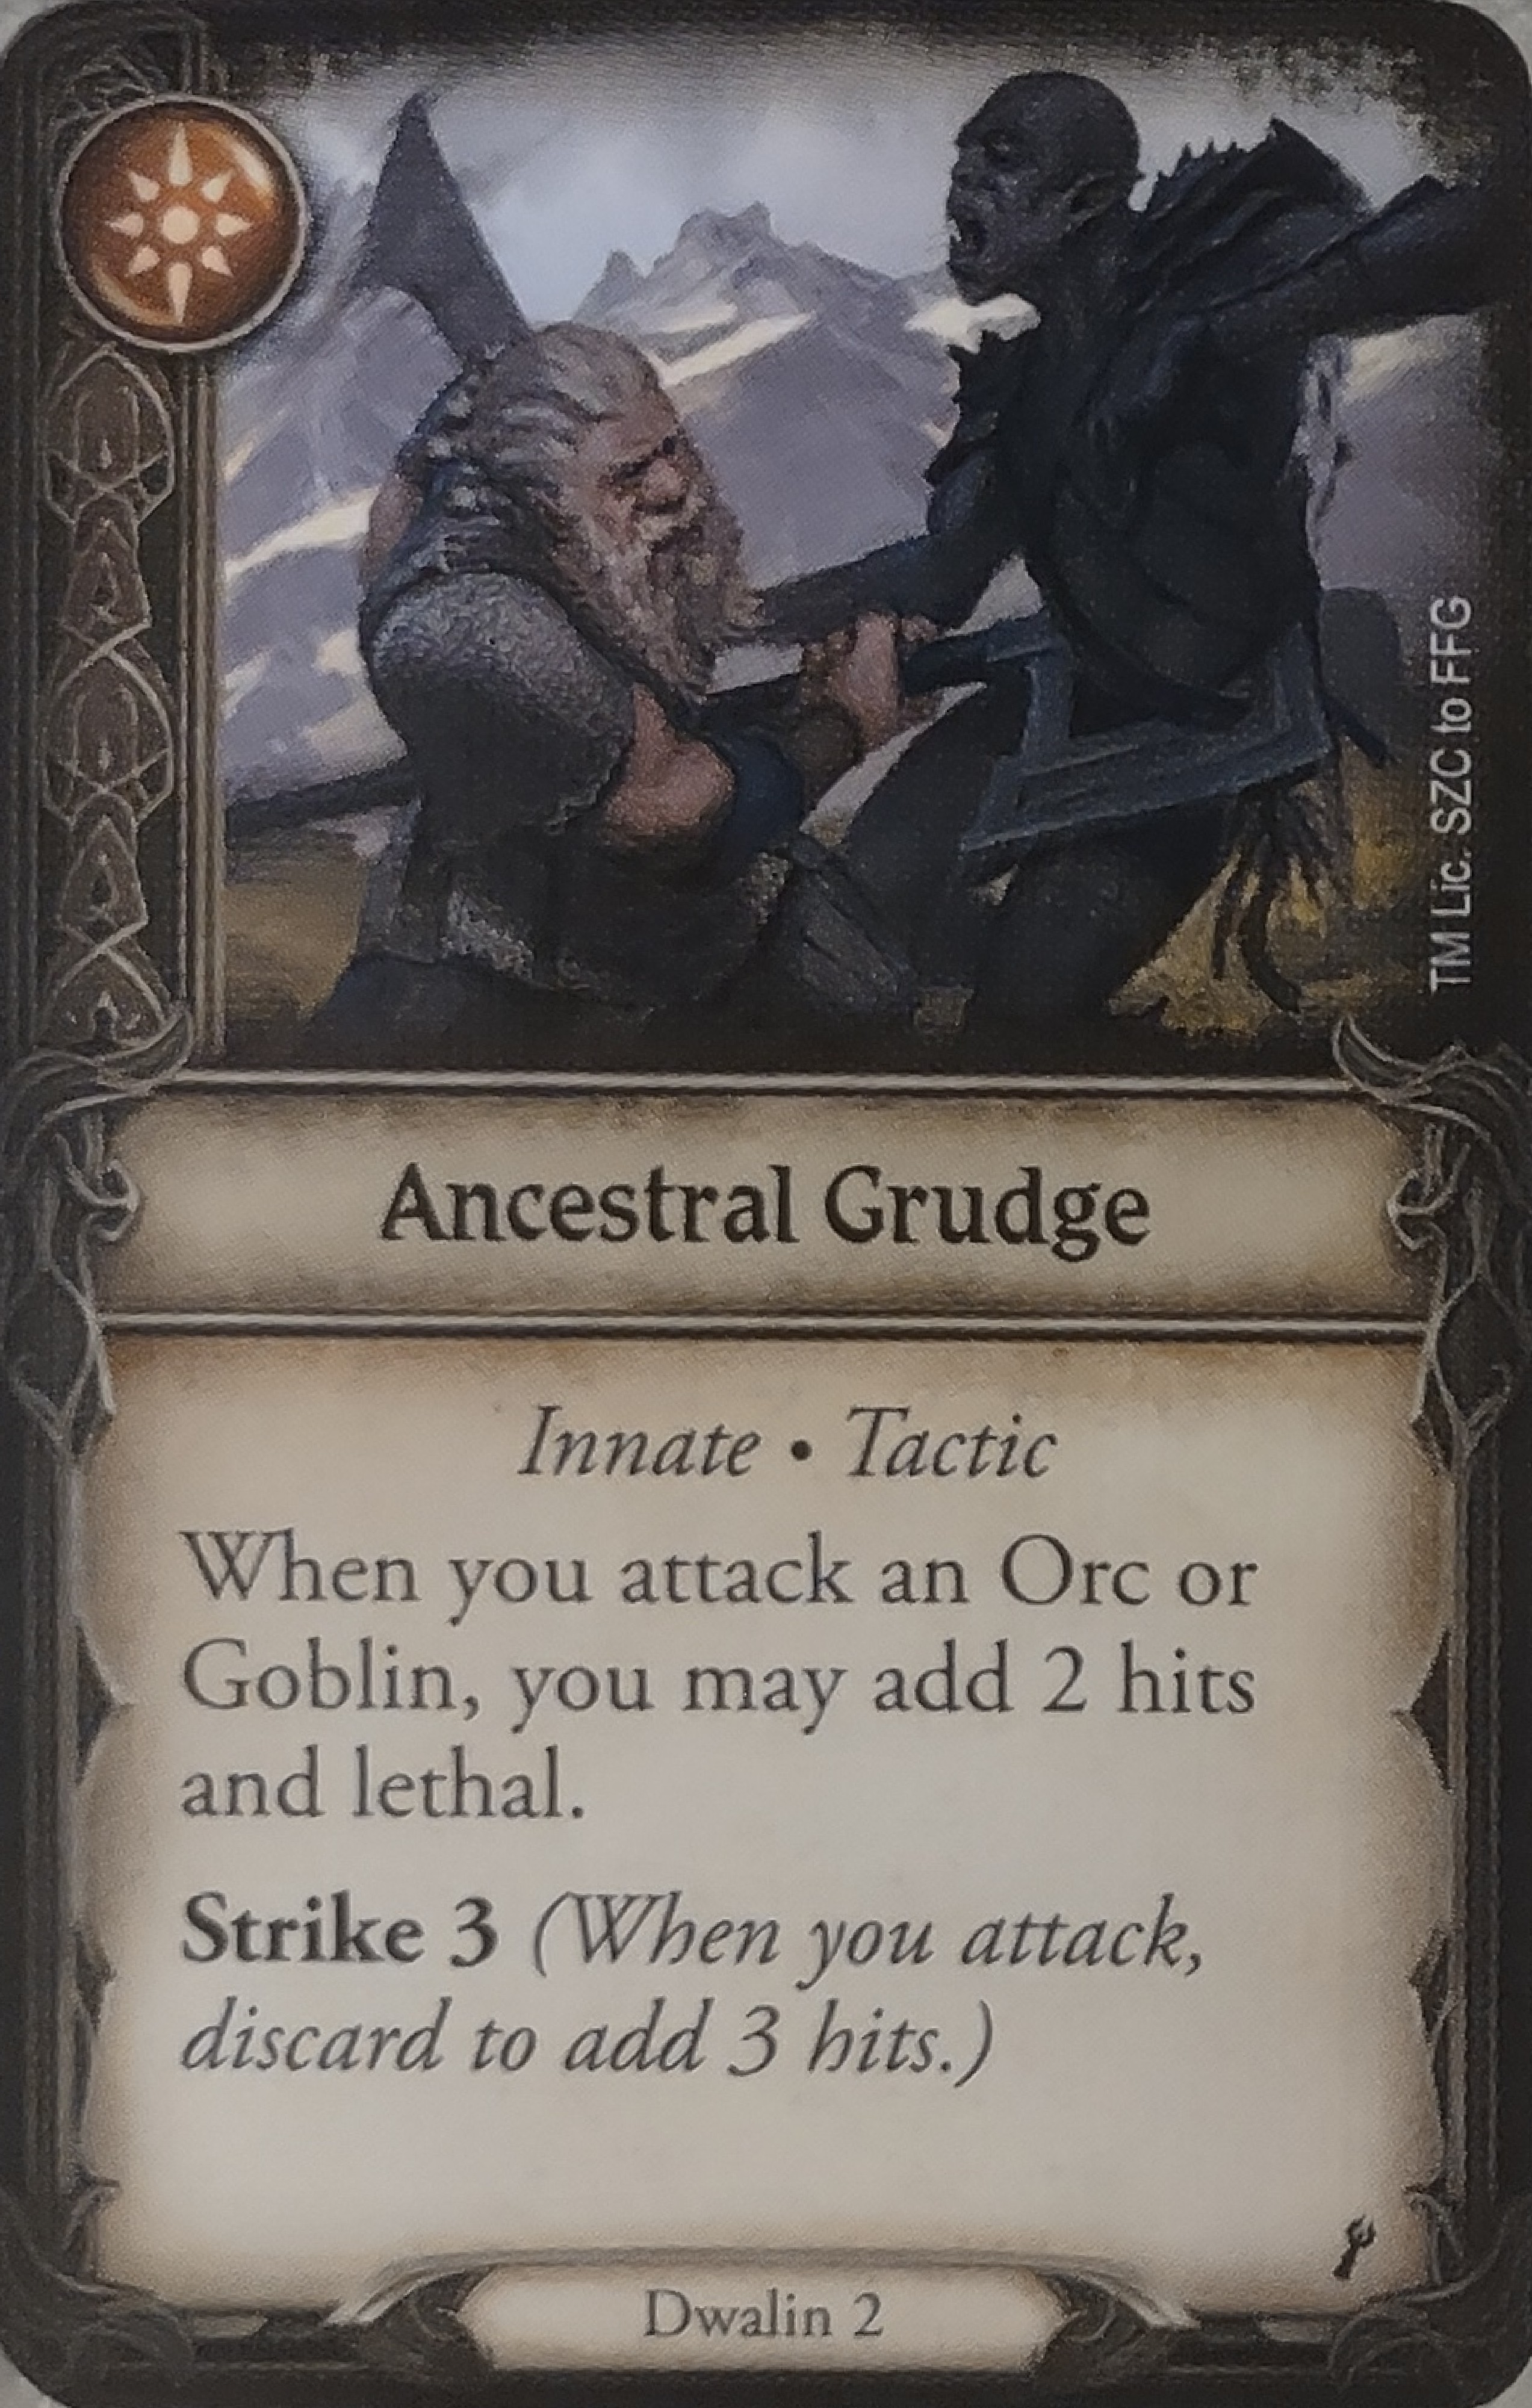 TM Lic. SZC to FFG
Ancestral Grudge
Innate • Tactic
When you attack an Orc or
Goblin, you may add 2 hits
and lethal.
Strike 3 (When you attack,
discard to add 3 hits.)
Dwalin 2